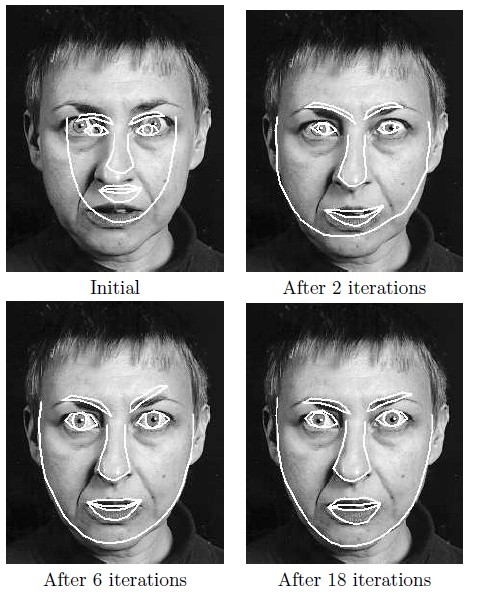 Initial
After 2 iterations
After 6 iterations
After 18 iterations